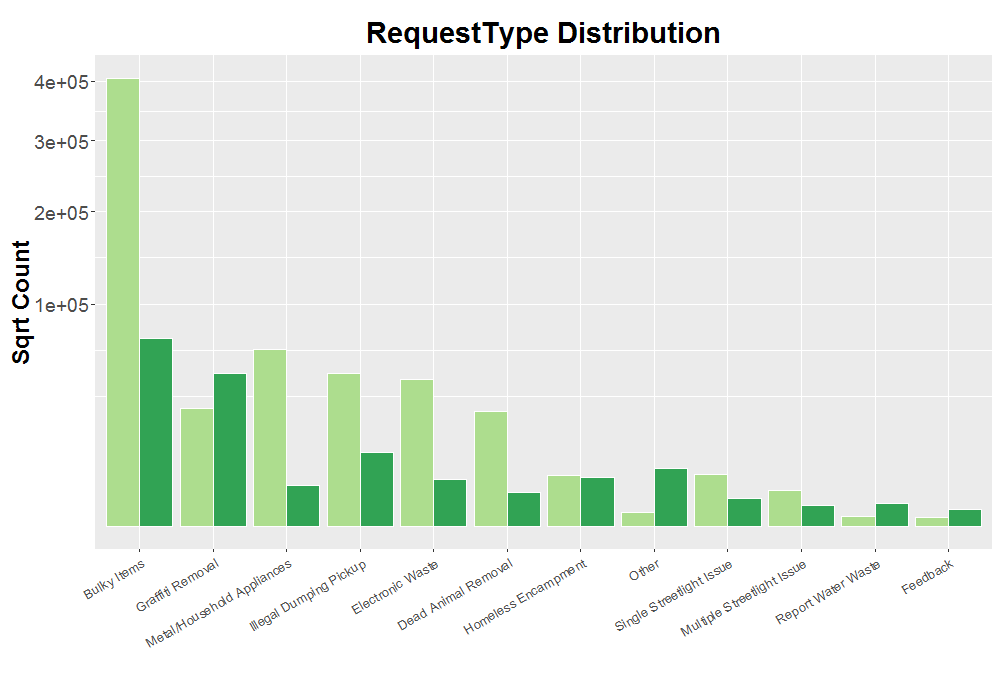 RequestType Distribution
4e+05
3e+05
2e+05
1e+05
Sqrt Count
Bulky Items
Graffiti Removal
Metal/Household Appliances
Illegal Dumping Pickup
Electronic Waste
Dead Animal Removal
Homeless Encampment
Other
Single Streetlight Issue
Multiple Streetlight Issue
Report Water Waste
Feedback